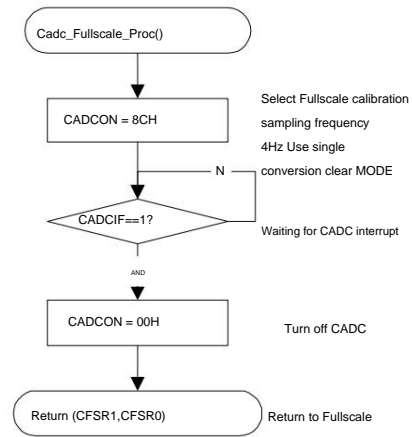 Cadc_Fullscale_Proc()
CADCON = 8CH
Select Fullscale calibration
sampling frequency
4Hz Use single
conversion clear MODE
N
CADCIF==1?
Waiting for CADC interrupt
AND
CADCON = 00H
Turn off CADC
Return (CFSR1,CFSR0)
Return to Fullscale